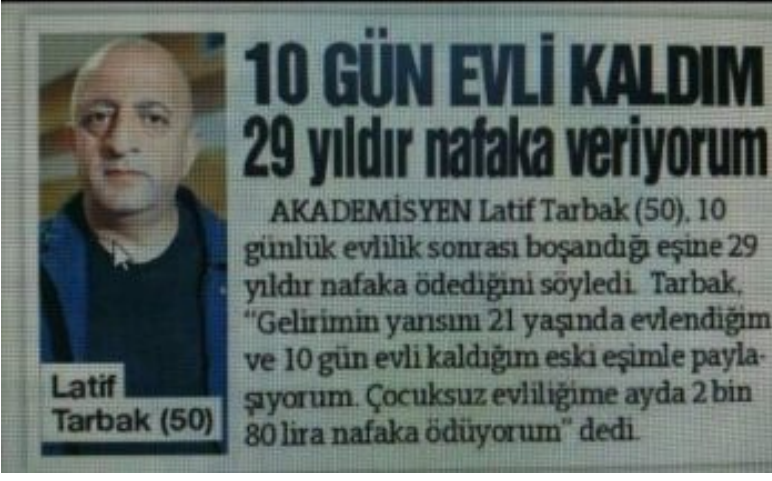 10 GÜN EVLİ KALDIM
29 yıldır nafaka veriyorum
AKADEMİSYEN Latif Tarbak (50), 10
günlük evlilik sonrası boşandığı eşine 29
yıldır nafaka ödediğini söyledi. Tarbak,
“Gelirimin yarısını 21 yaşında evlendiğim
ve 10 gün evli kaldığım eski eşimle payla-
şıyorum. Çocuksuz evliliğime ayda 2 bin
80 lira nafaka ödüyorum” dedi.
Latif
Tarbak (50)